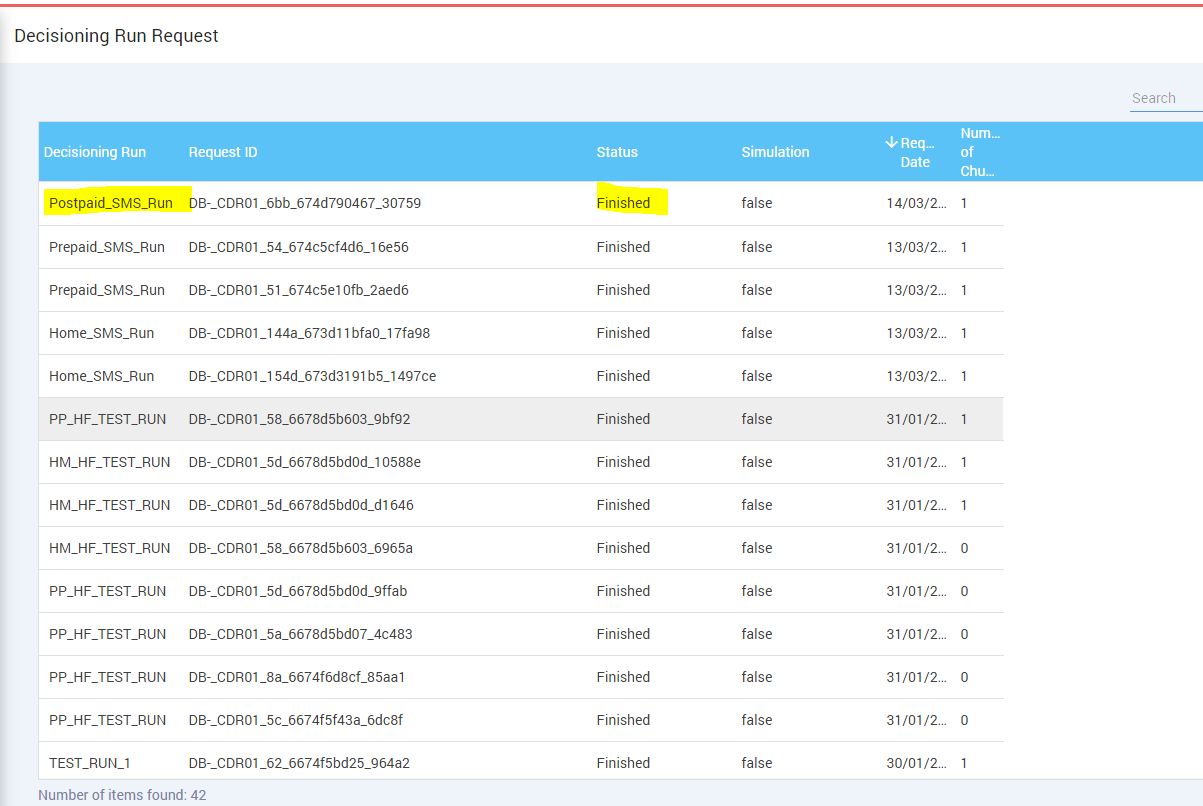 Decisioning Run Request
Search
Decisioning Run Request ID Status Simulation Req... Date Num... of Chu...
Postpaid_SMS_Run DB-_CDR01_6bb_674d790467_30759 Finished false 14/03/2... 1
Prepaid_SMS_Run DB-_CDR01_54_674c5cf4d6_16e56 Finished false 13/03/2... 1
Prepaid_SMS_Run DB-_CDR01_51_674c5e10fb_2aed6 Finished false 13/03/2... 1
Home_SMS_Run DB-_CDR01_144a_673d11bfa0_17fa98 Finished false 13/03/2... 1
Home_SMS_Run DB-_CDR01_154d_673d3191b5_1497ce Finished false 13/03/2... 1
PP_HF_TEST_RUN DB-_CDR01_58_6678d5b603_9bf92 Finished false 31/01/2... 1
HM_HF_TEST_RUN DB-_CDR01_5d_6678d5bd0d_10588e Finished false 31/01/2... 1
HM_HF_TEST_RUN DB-_CDR01_5d_6678d5bd0d_d1646 Finished false 31/01/2... 1
HM_HF_TEST_RUN DB-_CDR01_58_6678d5b603_6965a Finished false 31/01/2... 0
PP_HF_TEST_RUN DB-_CDR01_5d_6678d5bd0d_9ffab Finished false 31/01/2... 0
PP_HF_TEST_RUN DB-_CDR01_5a_6678d5bd07_4c483 Finished false 31/01/2... 0
PP_HF_TEST_RUN DB-_CDR01_8a_6674f6d8cf_85aa1 Finished false 31/01/2... 0
PP_HF_TEST_RUN DB-_CDR01_5c_6674f5f43a_6dc8f Finished false 31/01/2... 0
TEST_RUN_1 DB-_CDR01_62_6674f5bd25_964a2 Finished false 30/01/2... 1
Number of items found: 42